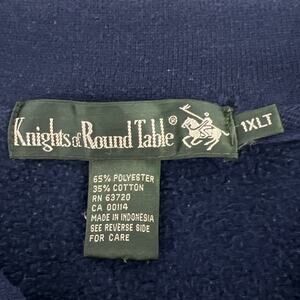 Knights of Round Table®
1XLT
65% POLYESTER
35% COTTON
RN 63720
CA 00114
MADE IN INDONESIA
SEE REVERSE SIDE
FOR CARE